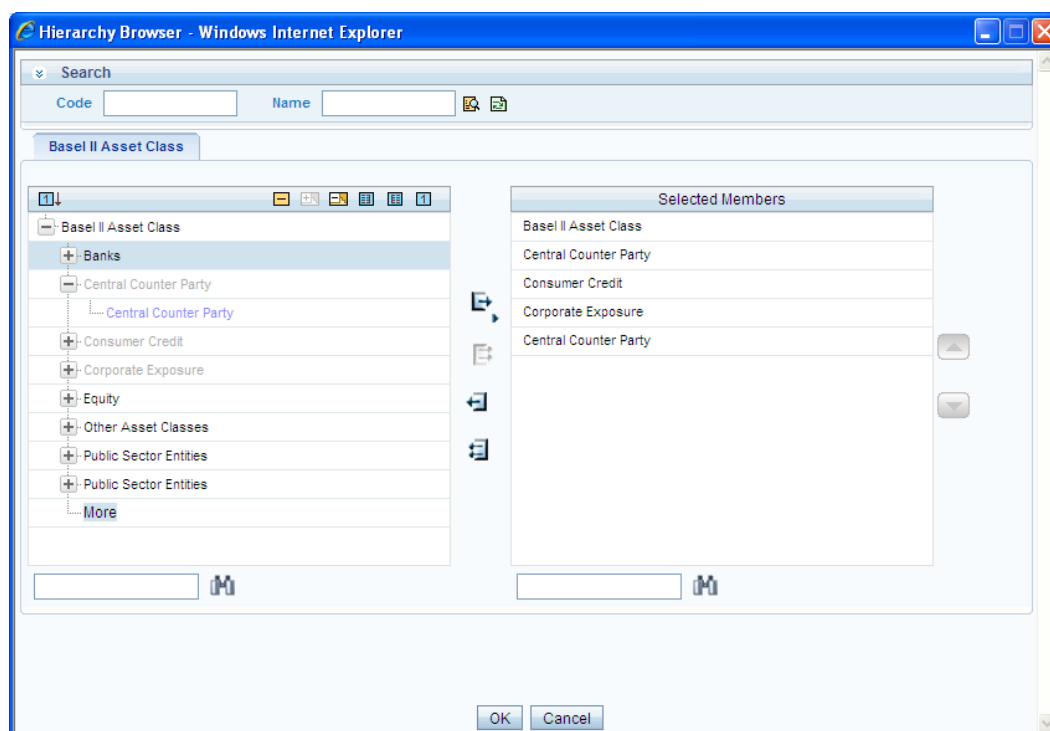 Hierarchy Browser - Windows Internet Explorer
Search
Code Name
Basel II Asset Class
Selected Members
Basel II Asset Class
Banks
Central Counter Party
Central Counter Party
Consumer Credit
Corporate Exposure
Equity
Other Asset Classes
Public Sector Entities
Public Sector Entities
More
Basel II Asset Class
Central Counter Party
Consumer Credit
Corporate Exposure
Central Counter Party
OK Cancel